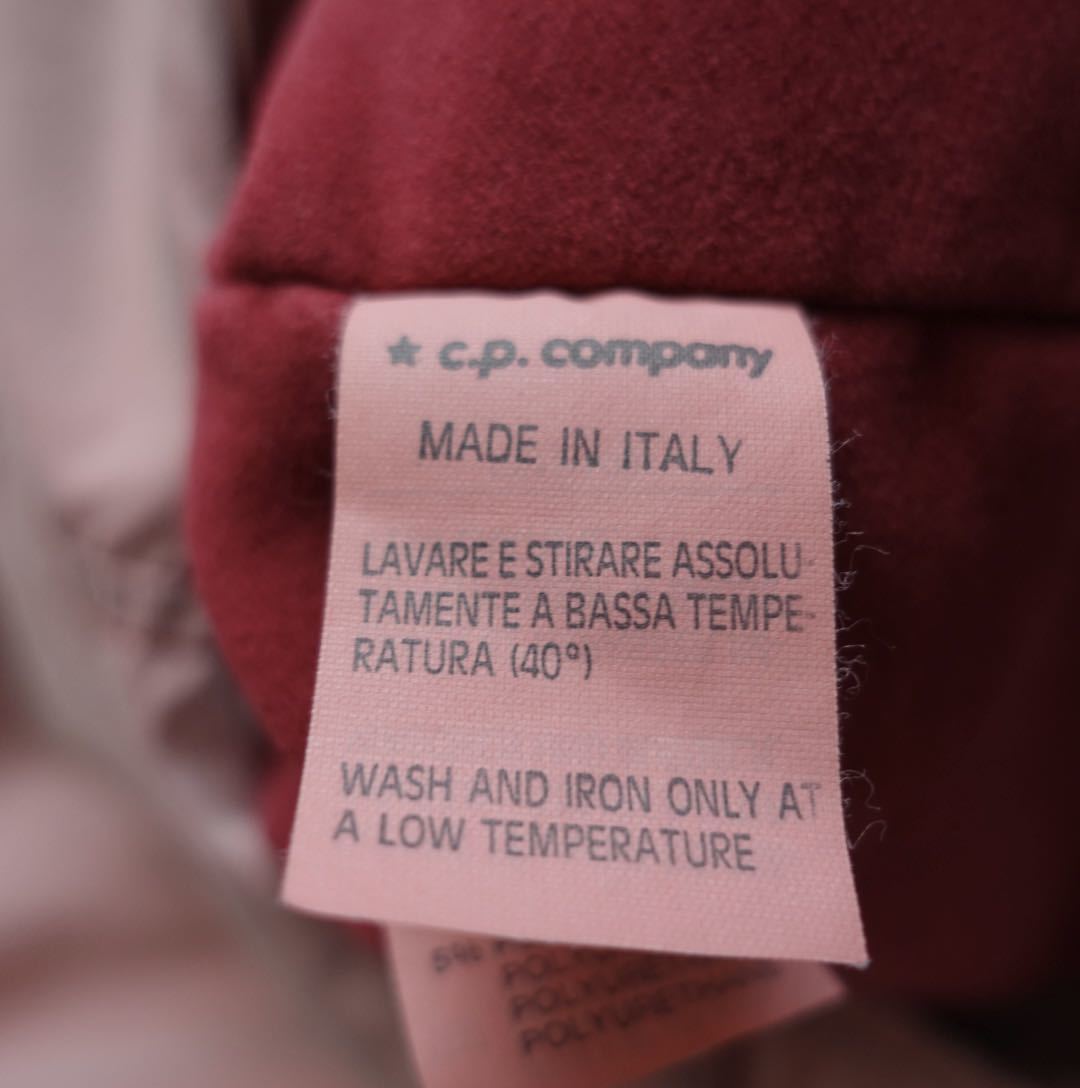 ★ c.p. company
MADE IN ITALY
LAVARE E STIRARE ASSOLU-
TAMENTE A BASSA TEMPE-
RATURA (40°)
WASH AND IRON ONLY AT
A LOW TEMPERATURE
5%